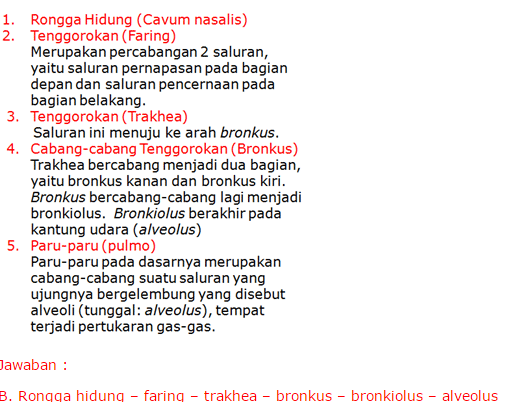 1. Rongga Hidung (Cavum nasalis)
2. Tenggorokan (Faring)
Merupakan percabangan 2 saluran,
yaitu saluran pernapasan pada bagian
depan dan saluran pencernaan pada
bagian belakang.
3. Tenggorokan (Trakhea)
Saluran ini menuju ke arah bronkus.
4. Cabang-cabang Tenggorokan (Bronkus)
Trakhea bercabang menjadi dua bagian,
yaitu bronkus kanan dan bronkus kiri.
Bronkus bercabang-cabang lagi menjadi
bronkiolus. Bronkiolus berakhir pada
kantung udara (alveolus)
5. Paru-paru (pulmo)
Paru-paru pada dasarnya merupakan
cabang-cabang suatu saluran yang
ujungnya bergelembung yang disebut
alveoli (tunggal: alveolus), tempat
terjadi pertukaran gas-gas.
Jawaban :
B. Rongga hidung – faring – trakhea – bronkus – bronkiolus – alveolus